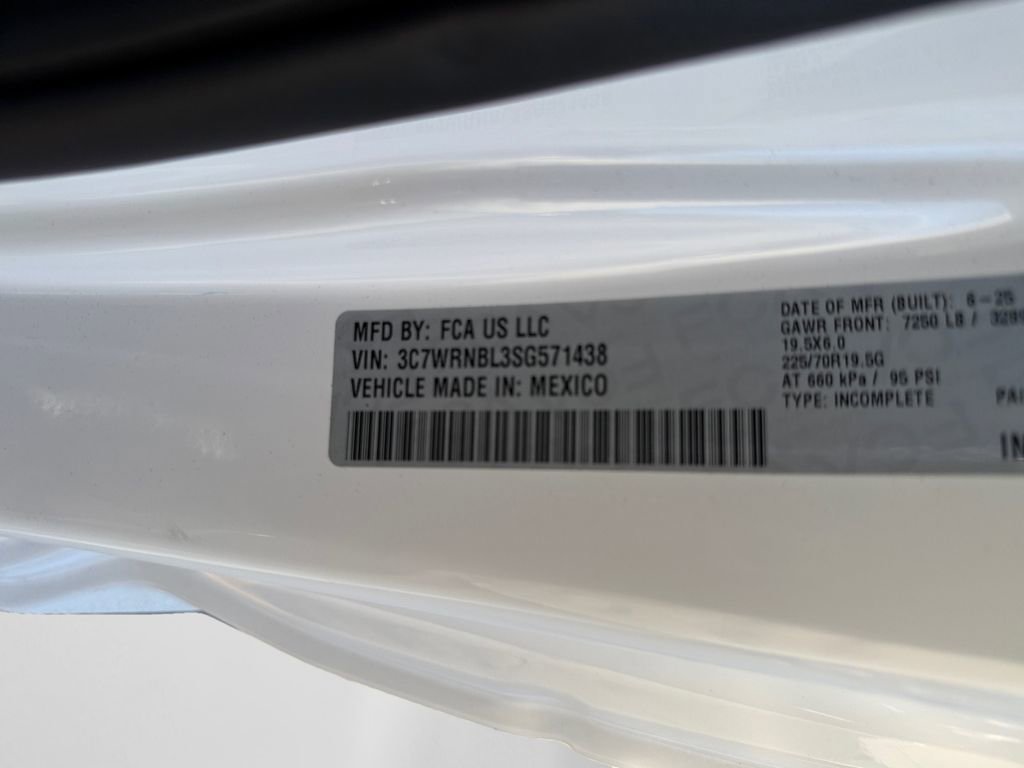 MFD BY: FCA US LLC
VIN: 3C7WRNBL3SG571438
VEHICLE MADE IN: MEXICO
DATE OF MFR (BUILT): 6-25
GAWR FRONT: 7250 LB /
19.5X6.0
225/70R19.5G
AT 660 kPa / 95 PSI
TYPE: INCOMPLETE